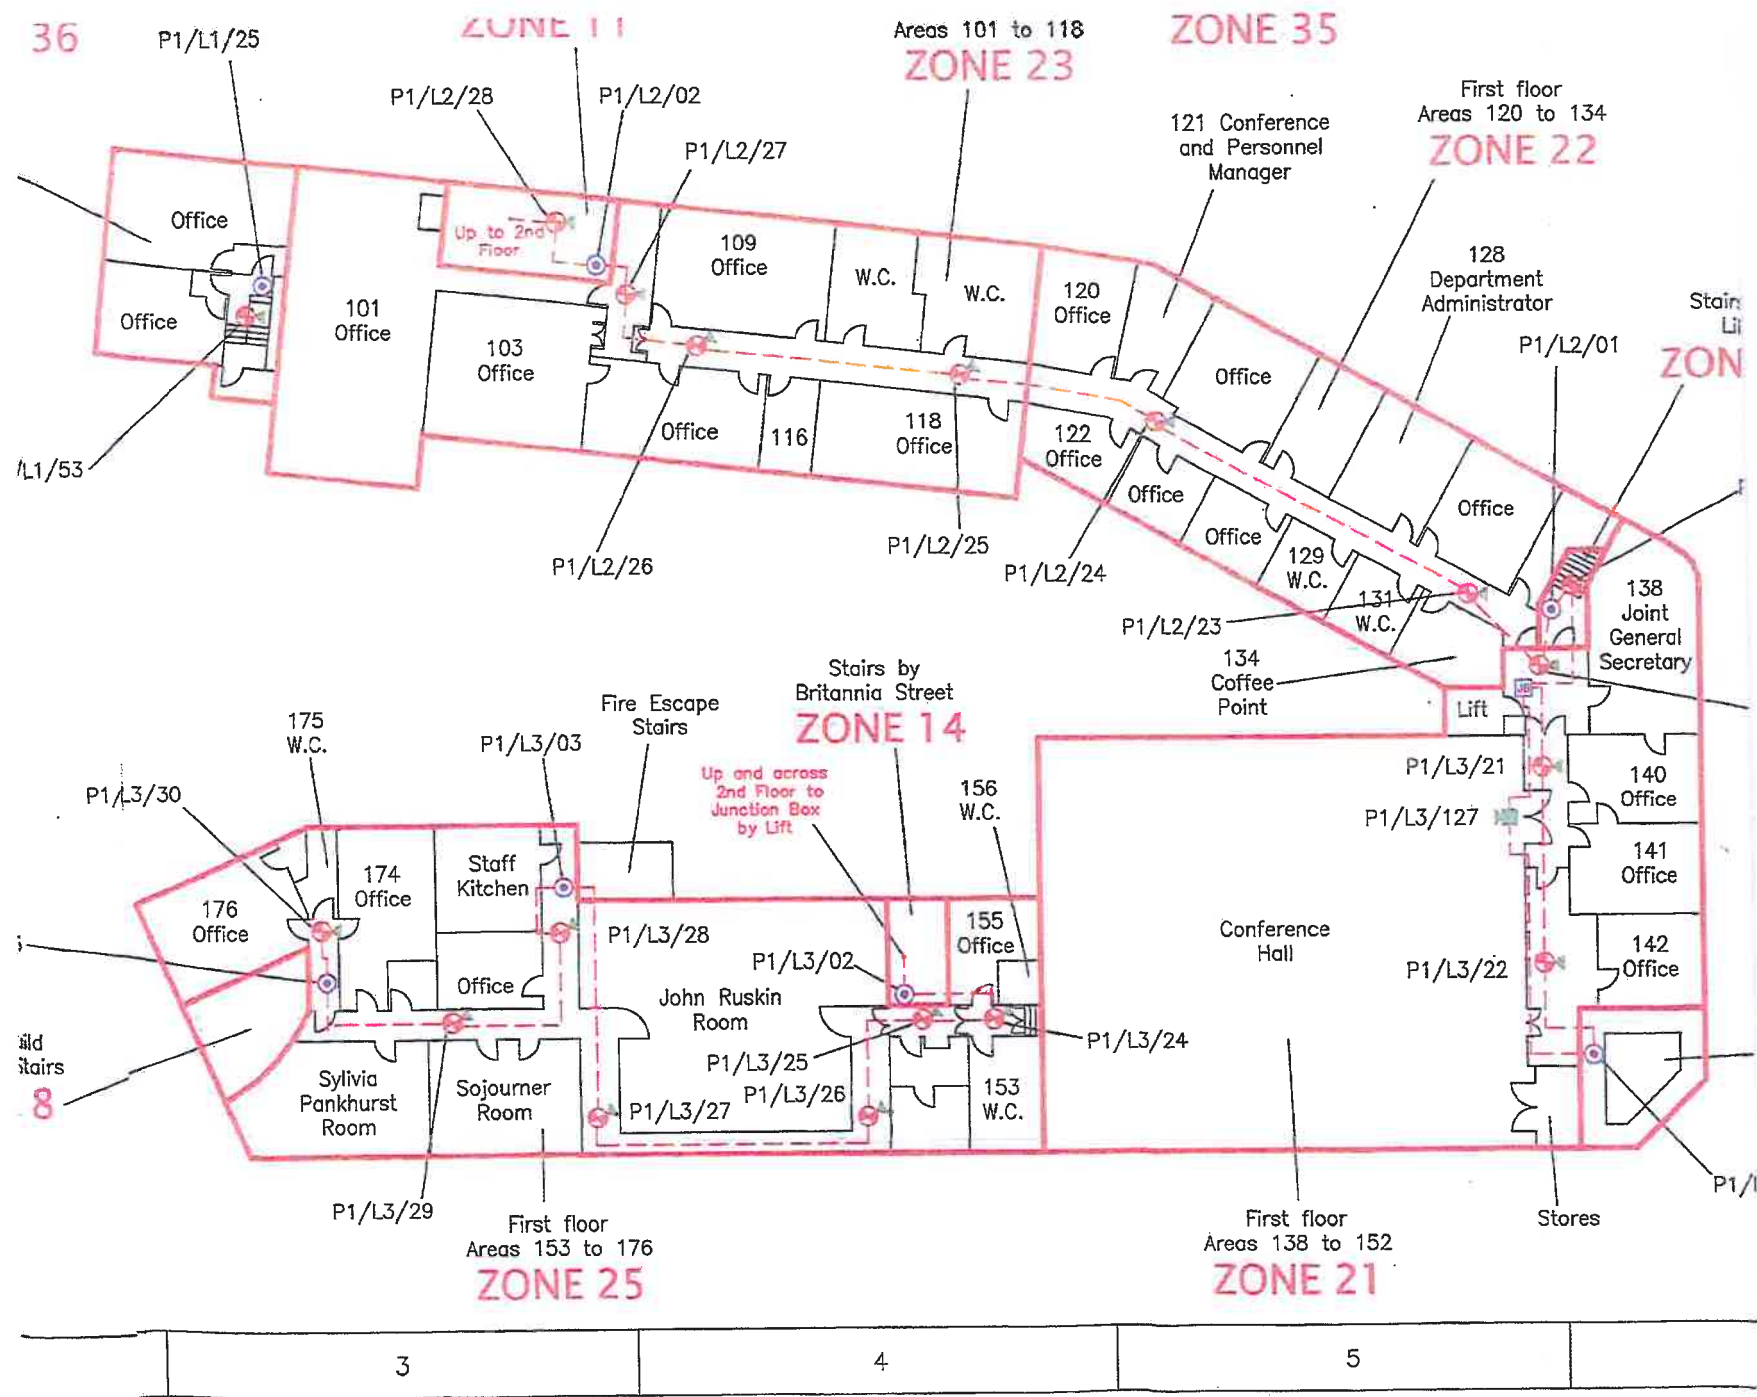 36
P1/L1/25
ZONE 11
Areas 101 to 118
ZONE 23
ZONE 35
P1/L2/28
P1/L2/02
P1/L2/27
121 Conference
and Personnel
Manager
First floor
Areas 120 to 134
ZONE 22
Office
Up to 2nd
Floor
109
Office
W.C.
W.C.
120
Office
128
Department
Administrator
P1/L2/01
ZON
Office
101
Office
103
Office
Office
116
118
Office
122
Office
Office
Office
Office
Office
129
W.C.
131
W.C.
/L1/53
P1/L2/26
P1/L2/25
P1/L2/24
P1/L2/23
138
Joint
General
Secretary
134
Coffee
Point
JB
Lift
Stairs by
Britannia Street
ZONE 14
Fire Escape
Stairs
175
W.C.
P1/L3/03
P1/L3/30
Up and across
2nd Floor to
Junction Box
by Lift
156
W.C.
P1/L3/21
P1/L3/127
140
Office
141
Office
142
Office
P1/L3/22
Conference
Hall
176
Office
174
Office
Staff
Kitchen
Office
P1/L3/28
P1/L3/02
155
Office
John Ruskin
Room
P1/L3/25
P1/L3/24
P1/L3/26
P1/L3/27
153
W.C.
Sylivia
Pankhurst
Room
Sojourner
Room
8
P1/L3/29
First floor
Areas 153 to 176
ZONE 25
First floor
Areas 138 to 152
ZONE 21
Stores
P1/
3
4
5